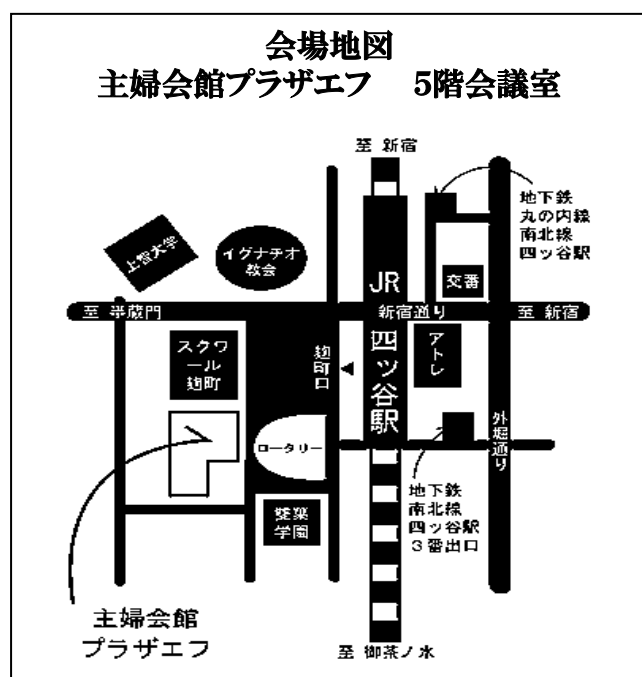 会場地図
主婦会館プラザエフ　5階会議室
至 新宿
地下鉄
丸の内線
南北線
四ッ谷駅
上智大学
イグナチオ
教会
交番
至 半蔵門
新宿通り
至 新宿
JR四ッ谷駅
スクワ
ール
麹町
麹町口
アトレ
外堀通り
ロータリー
地下鉄
南北線
四ッ谷駅
３番出口
雙葉
学園
主婦会館
プラザエフ
至 御茶ノ水